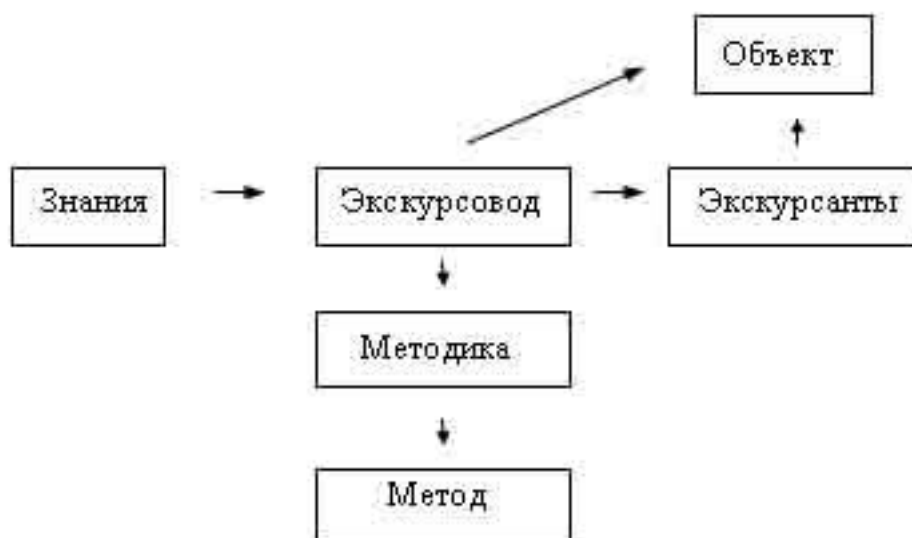 Объект
Знания
Экскурсовод
Экскурсанты
Методика
Метод